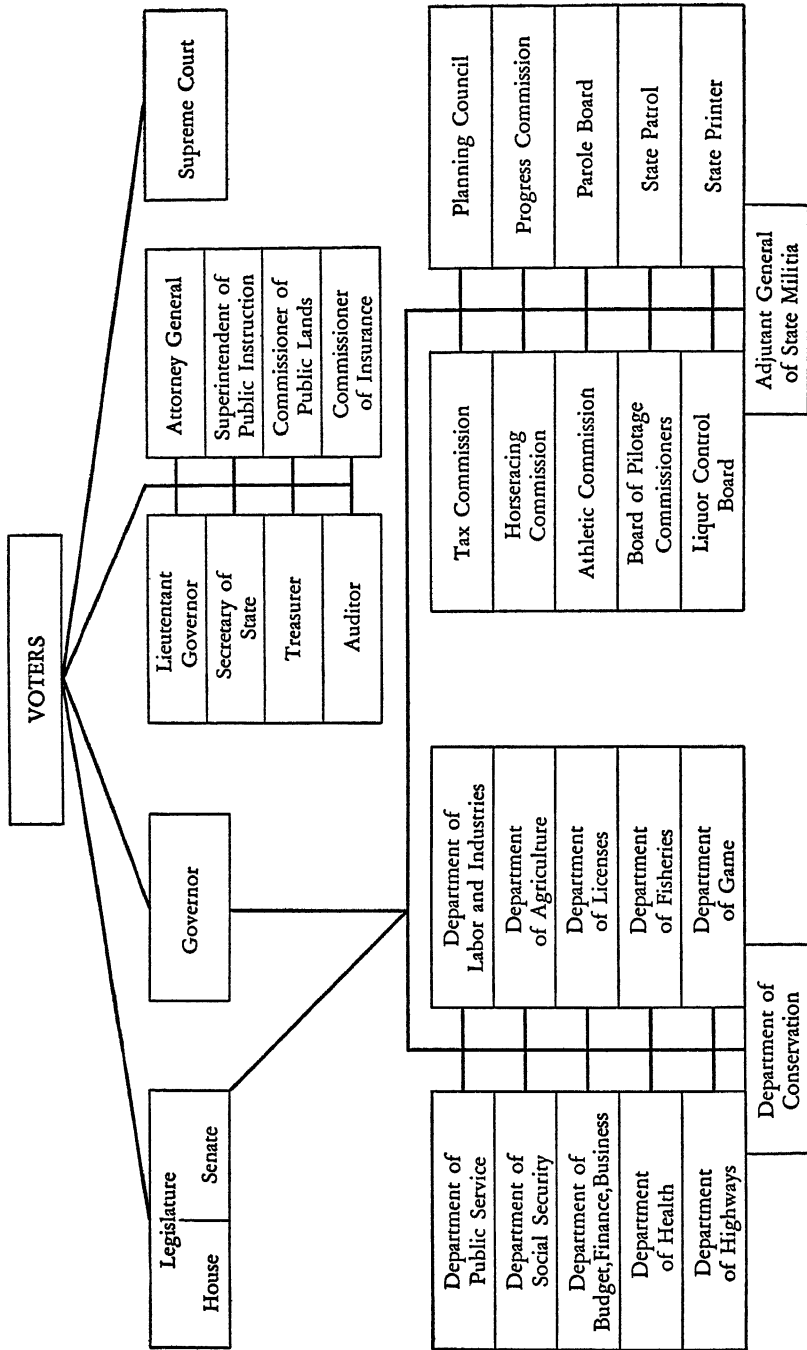 VOTERS
Legislature
House Senate
Governor
Lieutentant
Governor
Secretary of
State
Treasurer
Auditor
Attorney General
Superintendent of
Public Instruction
Commissioner of
Public Lands
Commissioner
of Insurance
Supreme Court
Department of
Public Service
Department of
Social Security
Department of
Budget,Finance,Business
Department
of Health
Department
of Highways
Department of
Labor and Industries
Department
of Agriculture
Department
of Licenses
Department
of Fisheries
Department
of Game
Department of
Conservation
Tax Commission
Horseracing
Commission
Athletic Commission
Board of Pilotage
Commissioners
Liquor Control
Board
Planning Council
Progress Commission
Parole Board
State Patrol
State Printer
Adjutant General
of State Militia